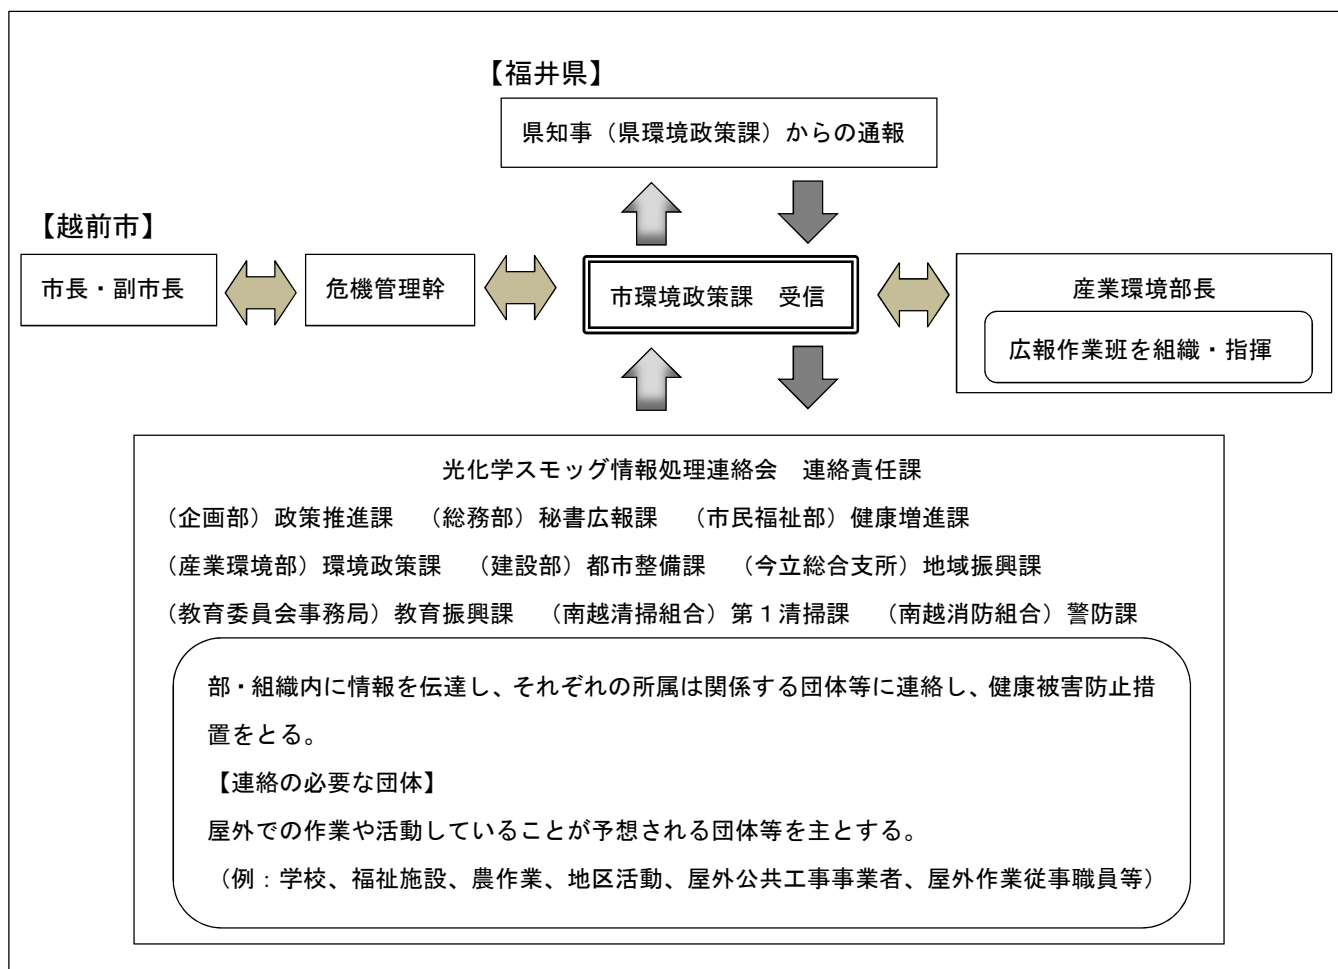 【福井県】
県知事（県環境政策課）からの通報
【越前市】
市長・副市長
危機管理幹
市環境政策課　受信
産業環境部長
広報作業班を組織・指揮
光化学スモッグ情報処理連絡会　連絡責任課
（企画部）政策推進課　（総務部）秘書広報課　（市民福祉部）健康増進課
（産業環境部）環境政策課　（建設部）都市整備課　（今立総合支所）地域振興課
（教育委員会事務局）教育振興課　（南越清掃組合）第１清掃課　（南越消防組合）警防課
部・組織内に情報を伝達し、それぞれの所属は関係する団体等に連絡し、健康被害防止措
置をとる。
【連絡の必要な団体】
屋外での作業や活動していることが予想される団体等を主とする。
（例：学校、福祉施設、農作業、地区活動、屋外公共工事事業者、屋外作業従事職員等）